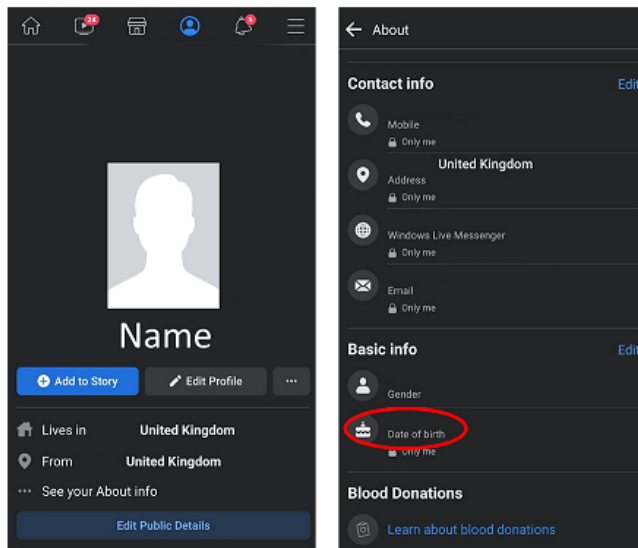 24
5
Name
Add to Story
Edit Profile
Lives in United Kingdom
From United Kingdom
See your About info
Edit Public Details
About
Contact info Edit
Mobile
Only me
United Kingdom
Address
Only me
Windows Live Messenger
Only me
Email
Only me
Basic info Edit
Gender
Date of birth
Only me
Blood Donations
Learn about blood donations